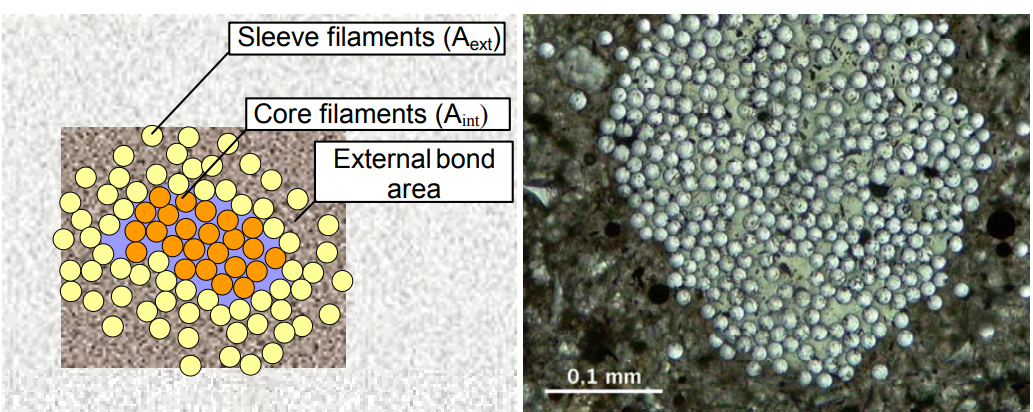 Sleeve filaments (Aext)
Core filaments (Aint)
External bond
area
0.1 mm